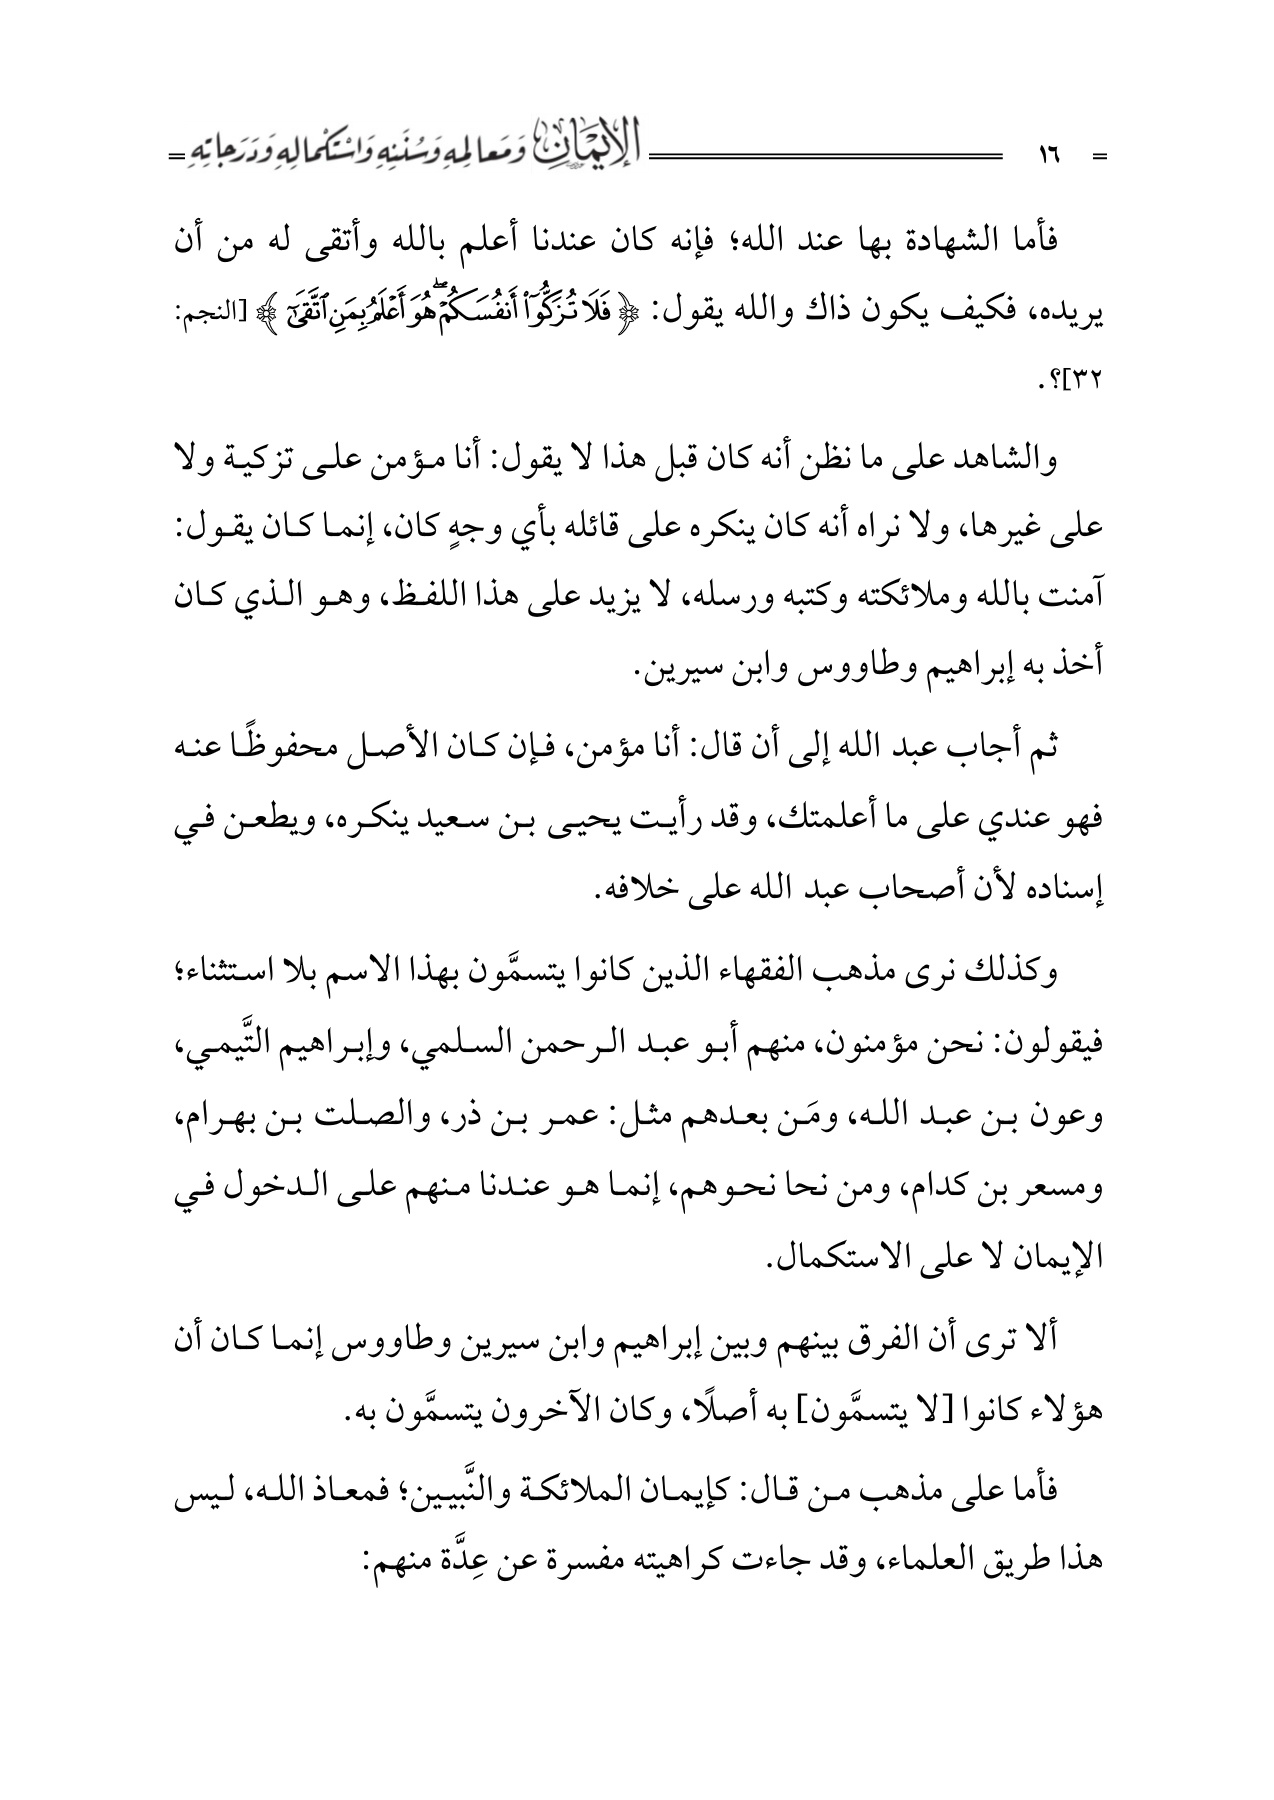 ١٦ الإِيمَانُ وَمَعالِمِهِ وَسُنَنِهِ وَاسْتَكْمالِهِ وَدَرَجاتِهِ
فأما الشهادة بها عند الله؛ فإنه كان عندنا أعلم بالله وأتقى له من أن
يريده، فكيف يكون ذاك والله يقول: ﴿فَلَا تُزَكُّوٓا۟ أَنفُسَكُمْ ۖ هُوَ أَعْلَمُ بِمَنِ ٱتَّقَىٰٓ﴾ [النجم:
٣٢]؟.
والشاهد على ما نظن أنه كان قبل هذا لا يقول: أنا مؤمن على تزكية ولا
على غيرها، ولا نراه أنه كان ينكره على قائله بأي وجهٍ كان، إنما كان يقول:
آمنت بالله وملائكته وكتبه ورسله، لا يزيد على هذا اللفظ، وهو الذي كان
أخذ به إبراهيم وطاووس وابن سيرين.
ثم أجاب عبد الله إلى أن قال: أنا مؤمن، فإن كان الأصل محفوظًا عنه
فهو عندي على ما أعلمتك، وقد رأيت يحيى بن سعيد ينكره، ويطعن في
إسناده لأن أصحاب عبد الله على خلافه.
وكذلك نرى مذهب الفقهاء الذين كانوا يتسمَّون بهذا الاسم بلا استثناء؛
فيقولون: نحن مؤمنون، منهم أبو عبد الرحمن السلمي، وإبراهيم التَّيمي،
وعون بن عبد الله، ومَن بعدهم مثل: عمر بن ذر، والصلت بن بهرام،
ومسعر بن كدام، ومن نحا نحوهم، إنما هو عندنا منهم على الدخول في
الإيمان لا على الاستكمال.
ألا ترى أن الفرق بينهم وبين إبراهيم وابن سيرين وطاووس إنما كان أن
هؤلاء كانوا [لا يتسمَّون] به أصلًا، وكان الآخرون يتسمَّون به.
فأما على مذهب من قال: كإيمان الملائكة والنَّبيين؛ فمعاذ الله، ليس
هذا طريق العلماء، وقد جاءت كراهيته مفسرة عن عِدَّة منهم: